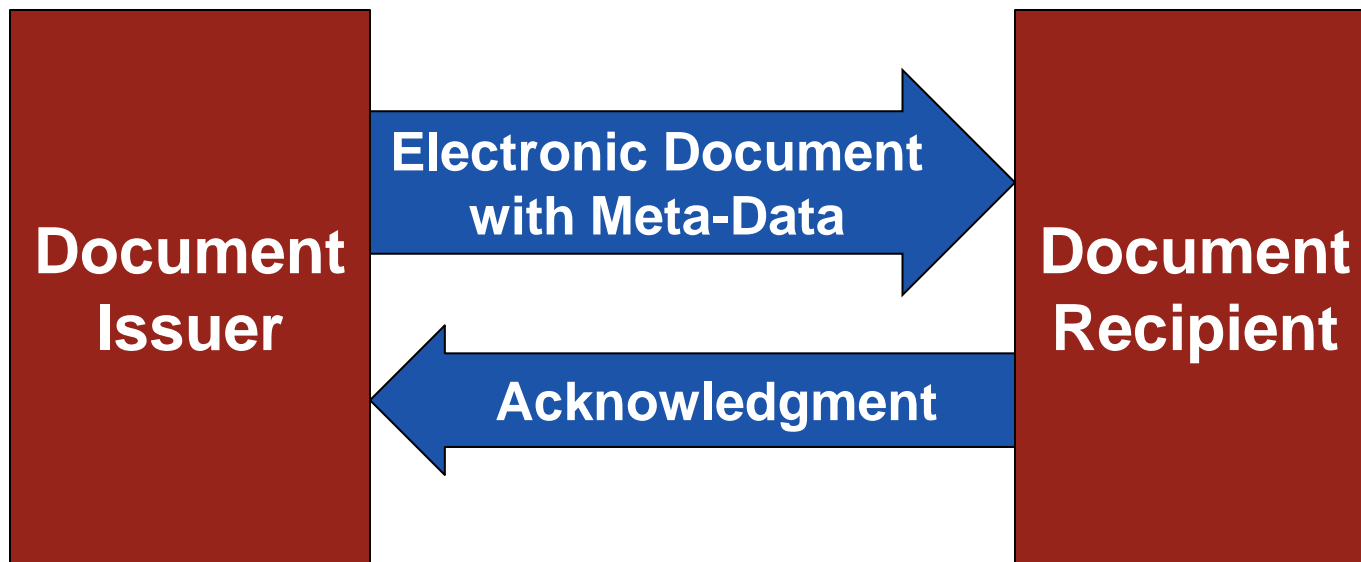 Document
Issuer
Electronic Document
with Meta-Data
Acknowledgment
Document
Recipient